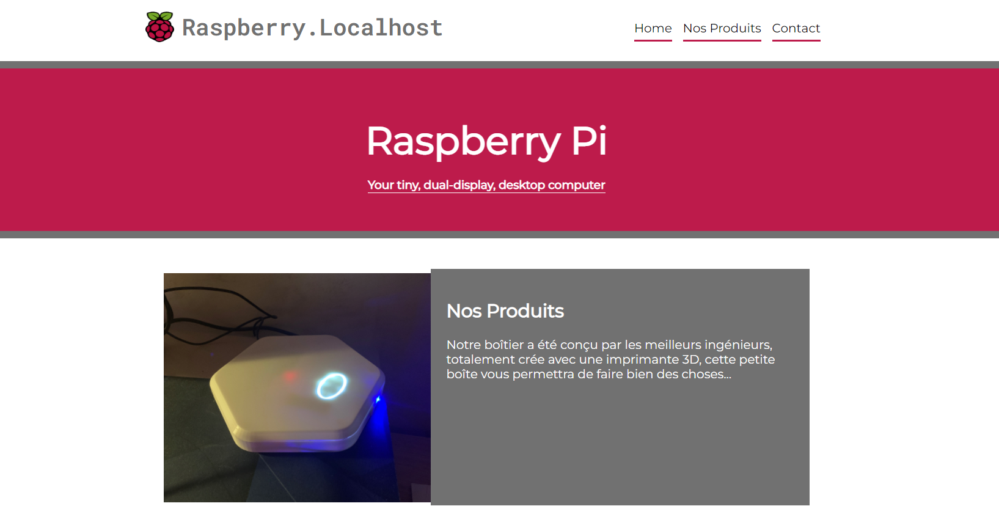 Raspberry.Localhost
Home Nos Produits Contact
Raspberry Pi
Your tiny, dual-display, desktop computer
Nos Produits
Notre boîtier a été conçu par les meilleurs ingénieurs,
totalement crée avec une imprimante 3D, cette petite
boîte vous permettra de faire bien des choses...